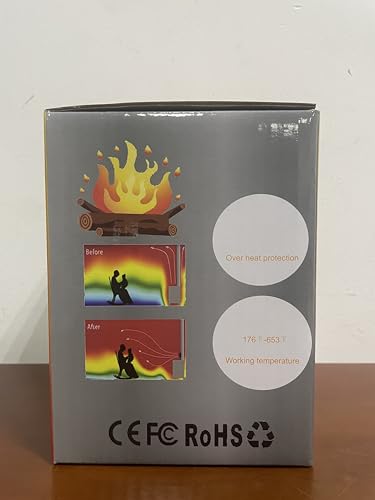 Before
Over heat protection
After
176℉-653℉
Working temperature
CE FC RoHS